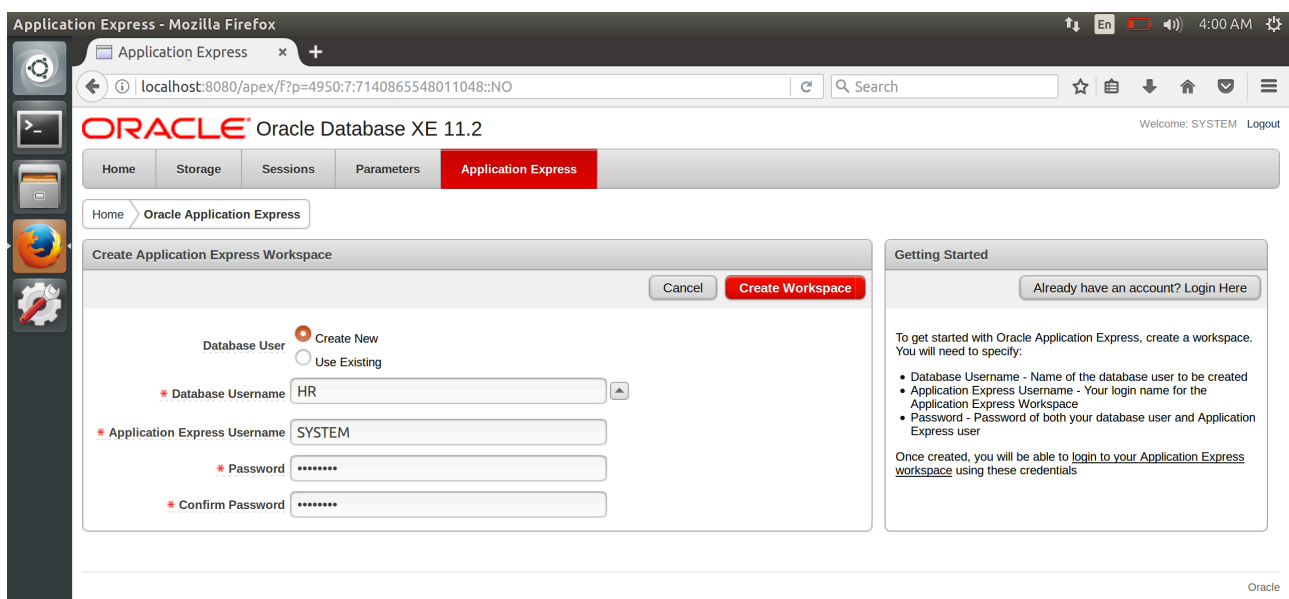 Application Express - Mozilla Firefox
En
4:00 AM
Application Express
localhost:8080/apex/f?p=4950:7:7140865548011048::NO
Search
ORACLE Oracle Database XE 11.2
Welcome: SYSTEM Logout
Home Storage Sessions Parameters Application Express
Home Oracle Application Express
Create Application Express Workspace
Cancel Create Workspace
Database User
Create New
Use Existing
* Database Username HR
* Application Express Username SYSTEM
* Password ••••••••
* Confirm Password ••••••••
Getting Started
Already have an account? Login Here
To get started with Oracle Application Express, create a workspace.
You will need to specify:
• Database Username - Name of the database user to be created
• Application Express Username - Your login name for the
Application Express Workspace
• Password - Password of both your database user and Application
Express user
Once created, you will be able to login to your Application Express
workspace using these credentials
Oracle